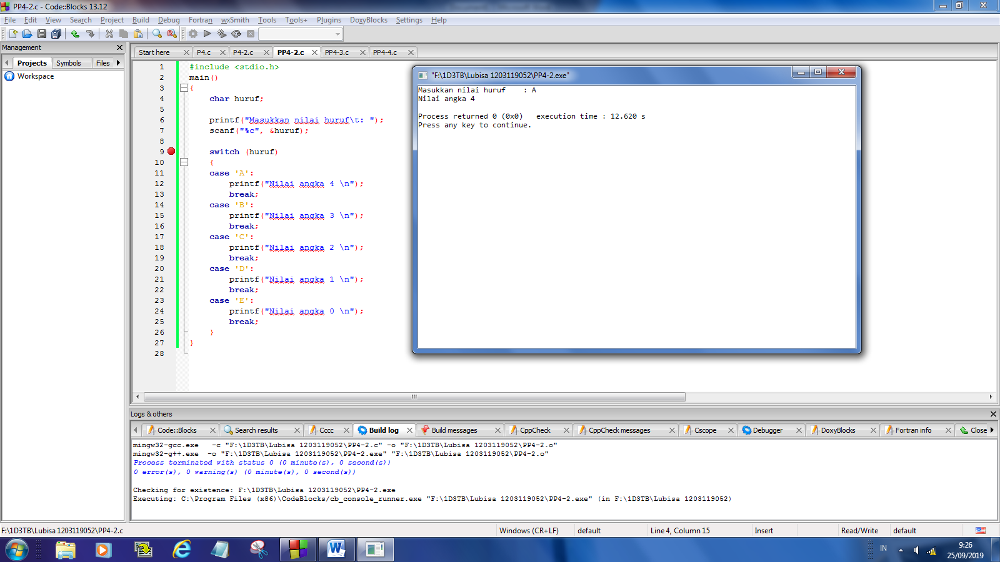 PP4-2.c - Code::Blocks 13.12
File Edit View Search Project Build Debug Fortran wxSmith Tools Tools+ Plugins DoxyBlocks Settings Help
Management
Projects Symbols Files
Workspace
Start here P4.c P4-2.c PP4-2.c PP4-3.c PP4-4.c
1 #include <stdio.h>
2 main()
3 {
4 char huruf;
5
6 printf("Masukkan nilai huruf\t: ");
7 scanf("%c", &huruf);
8
9 switch (huruf)
10 {
11 case 'A':
12 printf("Nilai angka 4 \n");
13 break;
14 case 'B':
15 printf("Nilai angka 3 \n");
16 break;
17 case 'C':
18 printf("Nilai angka 2 \n");
19 break;
20 case 'D':
21 printf("Nilai angka 1 \n");
22 break;
23 case 'E':
24 printf("Nilai angka 0 \n");
25 break;
26 }
27 }
28
"F:\1D3TB\Lubisa 1203119052\PP4-2.exe"
Masukkan nilai huruf : A
Nilai angka 4
Process returned 0 (0x0) execution time : 12.620 s
Press any key to continue.
Logs & others
Code::Blocks Search results Cccc Build log Build messages CppCheck CppCheck messages Cscope Debugger DoxyBlocks Fortran info Close
mingw32-gcc.exe -c "F:\1D3TB\Lubisa 1203119052\PP4-2.c" -o "F:\1D3TB\Lubisa 1203119052\PP4-2.o"
mingw32-g++.exe -o "F:\1D3TB\Lubisa 1203119052\PP4-2.exe" "F:\1D3TB\Lubisa 1203119052\PP4-2.o"
Process terminated with status 0 (0 minute(s), 0 second(s))
0 error(s), 0 warning(s) (0 minute(s), 0 second(s))
Checking for existence: F:\1D3TB\Lubisa 1203119052\PP4-2.exe
Executing: C:\Program Files (x86)\CodeBlocks/cb_console_runner.exe "F:\1D3TB\Lubisa 1203119052\PP4-2.exe" (in F:\1D3TB\Lubisa 1203119052)
F:\1D3TB\Lubisa 1203119052\PP4-2.c Windows (CR+LF) default Line 4, Column 15 Insert Read/Write default
IN 9:26
25/09/2019